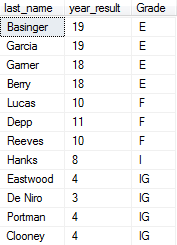 last_name year_result Grade
Basinger 19 E
Garcia 19 E
Garner 18 E
Berry 18 E
Lucas 10 F
Depp 11 F
Reeves 10 F
Hanks 8 I
Eastwood 4 IG
De Niro 3 IG
Portman 4 IG
Clooney 4 IG